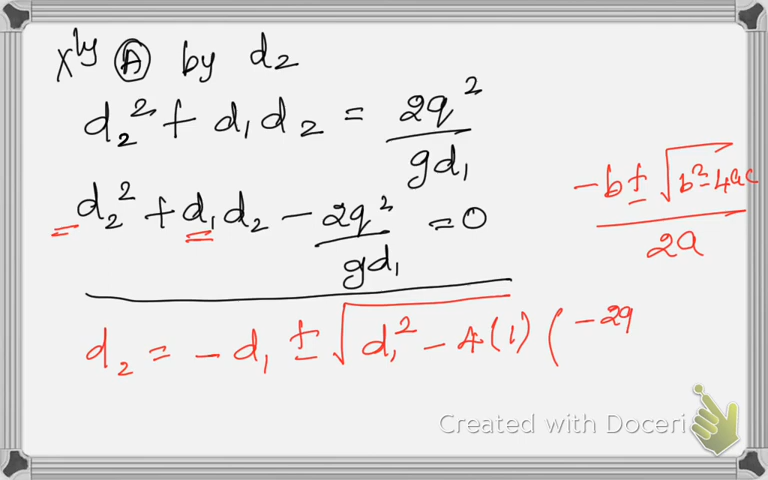 xly (A) by d₂
d₂² + d₁d₂ = 2q²/gd₁
d₂² + d₁d₂ − 2q²/gd₁ = 0
−b ± √(b²−4ac)/2a
d₂ = −d₁ ± √d₁² − 4(1)(−2q
Created with Doceri